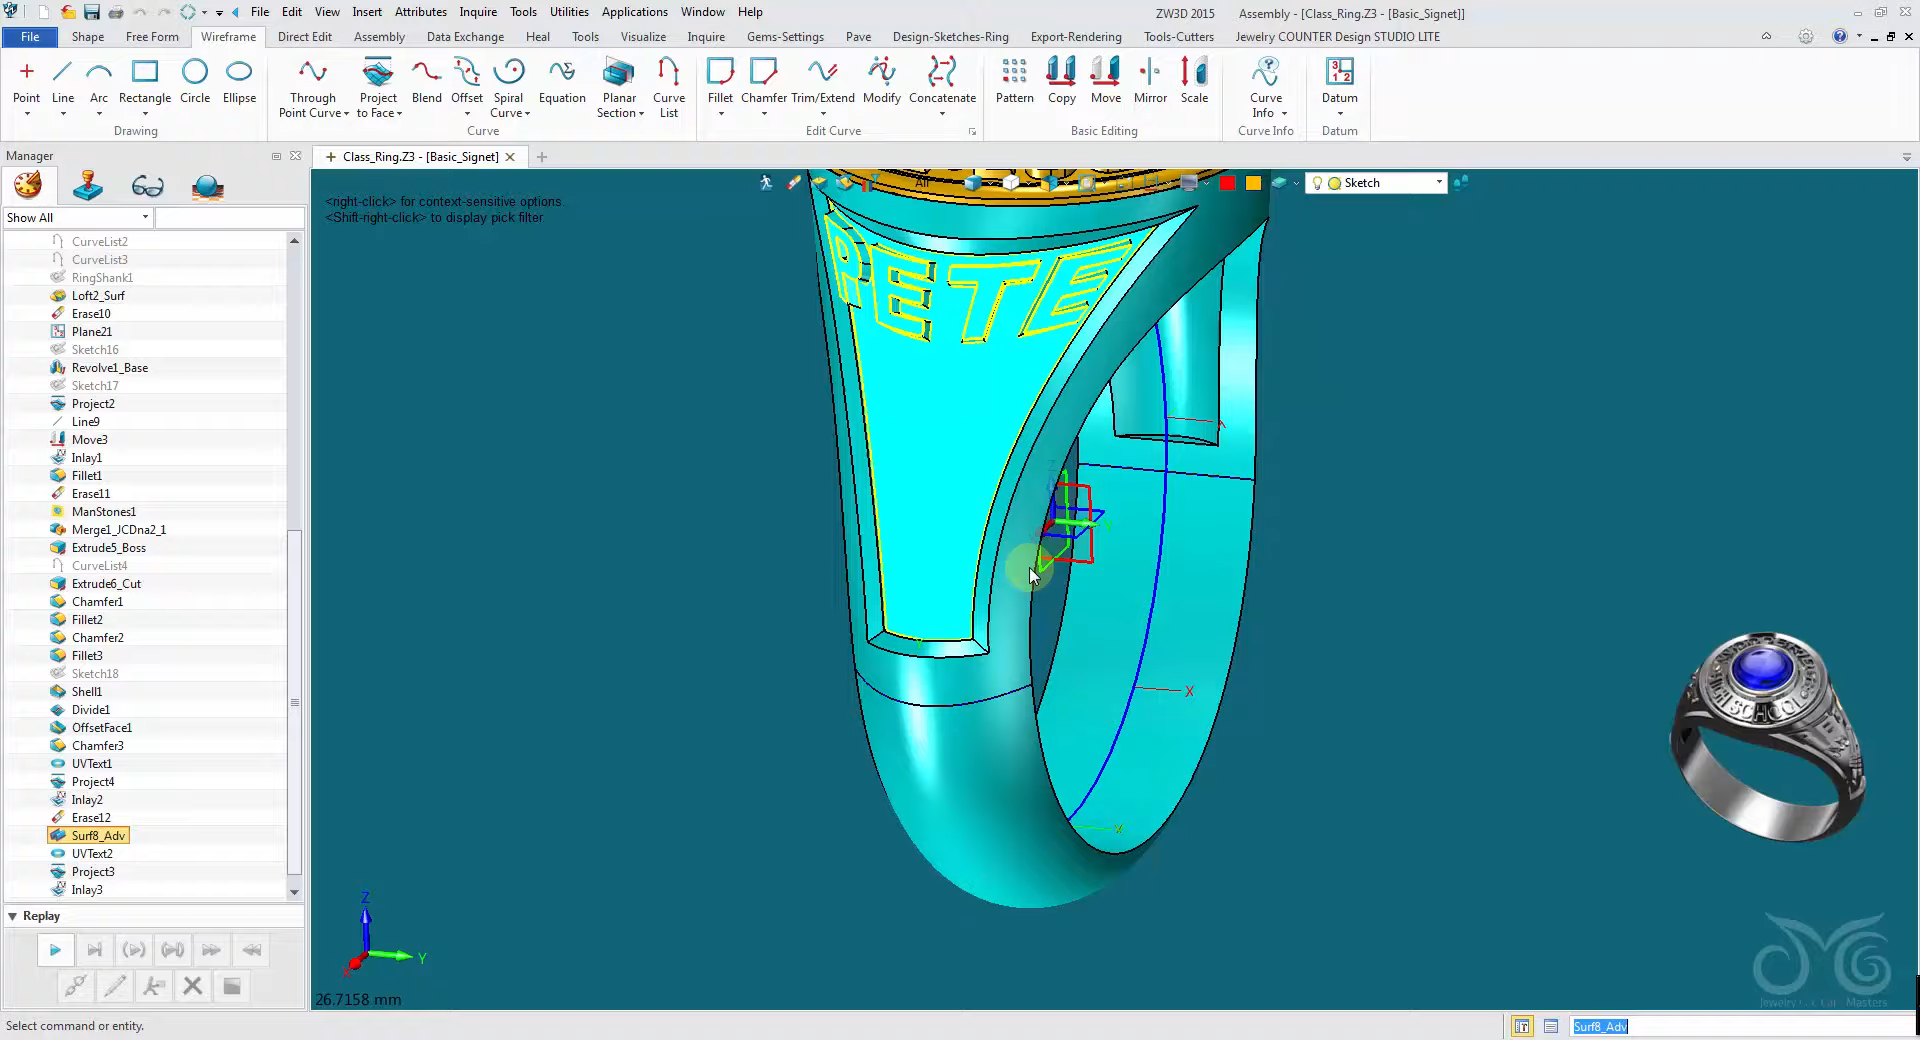 ZW3D 2015 Assembly - [Class_Ring.Z3 - [Basic_Signet]]
File Edit View Insert Attributes Inquire Tools Utilities Applications Window Help
File Shape Free Form Wireframe Direct Edit Assembly Data Exchange Heal Tools Visualize Inquire Gems-Settings Pave Design-Sketches-Ring Export-Rendering Tools-Cutters Jewelry COUNTER Design STUDIO LITE
Point Line Arc Rectangle Circle Ellipse
Through Point Curve Project to Face Blend Offset Spiral Curve Equation Planar Section Curve List
Fillet Chamfer Trim/Extend Modify Concatenate
Pattern Copy Move Mirror Scale
Curve Info Datum
Drawing Curve Edit Curve Basic Editing Curve Info Datum
Manager
Class_Ring.Z3 - [Basic_Signet]
Show All
All
Sketch
<right-click> for context-sensitive options
<Shift-right-click> to display pick filter
CurveList2
CurveList3
RingShank1
Loft2_Surf
Erase10
Plane21
Sketch16
Revolve1_Base
Sketch17
Project2
Line9
Move3
Inlay1
Fillet1
Erase11
ManStones1
Merge1_JCDna2_1
Extrude5_Boss
CurveList4
Extrude6_Cut
Chamfer1
Fillet2
Chamfer2
Fillet3
Sketch18
Shell1
Divide1
OffsetFace1
Chamfer3
UVText1
Project4
Inlay2
Erase12
Surf8_Adv
UVText2
Project3
Inlay3
Replay
PETE
X
Y
X
Y
Z
Y
X
SCHOOL
26.7158 mm
Select command or entity.
Surf8_Adv